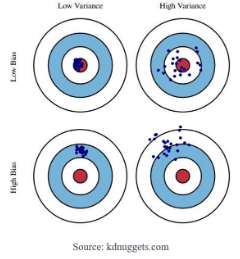 Low Variance High Variance
Low Bias
High Bias
Source: kdnuggets.com